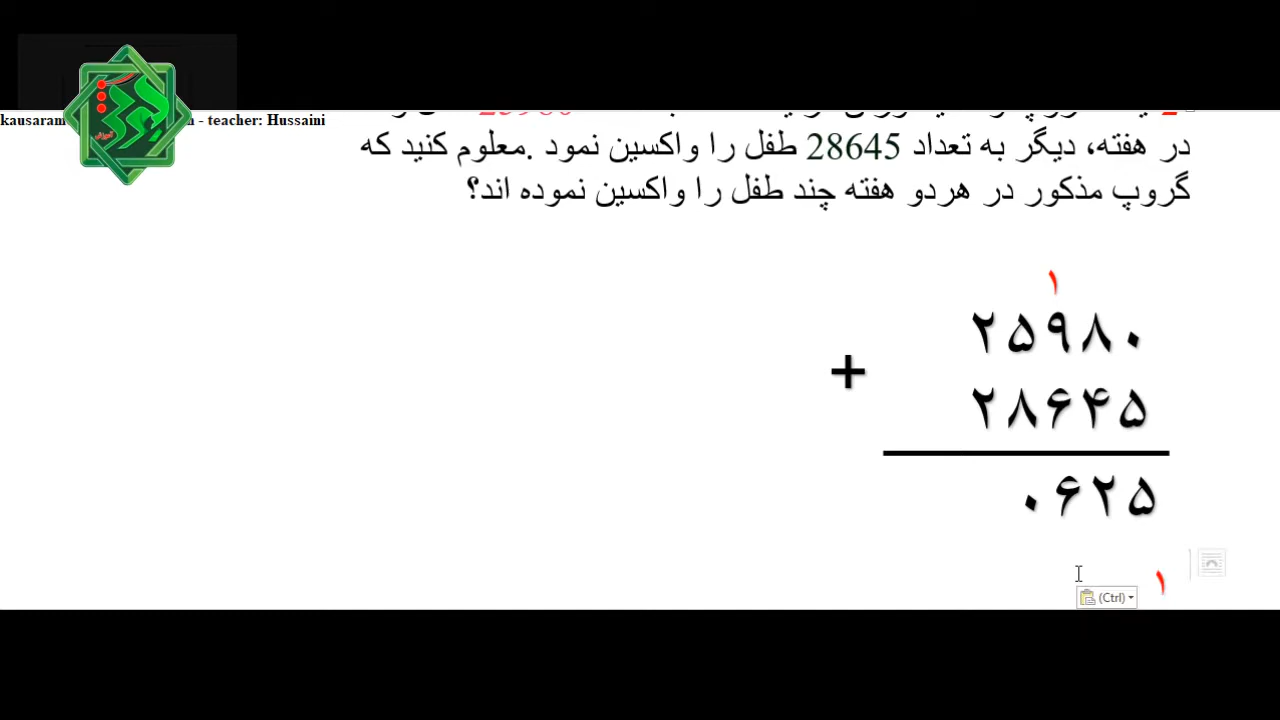 - teacher: Hussaini
در هفته، دیگر به تعداد 28645 طفل را واکسین نمود .معلوم کنید که
گروپ مذکور در هردو هفته چند طفل را واکسین نموده اند؟
۱
۲۵۹۸۰
+
۲۸۶۴۵
۰۶۲۵
۱
(Ctrl)